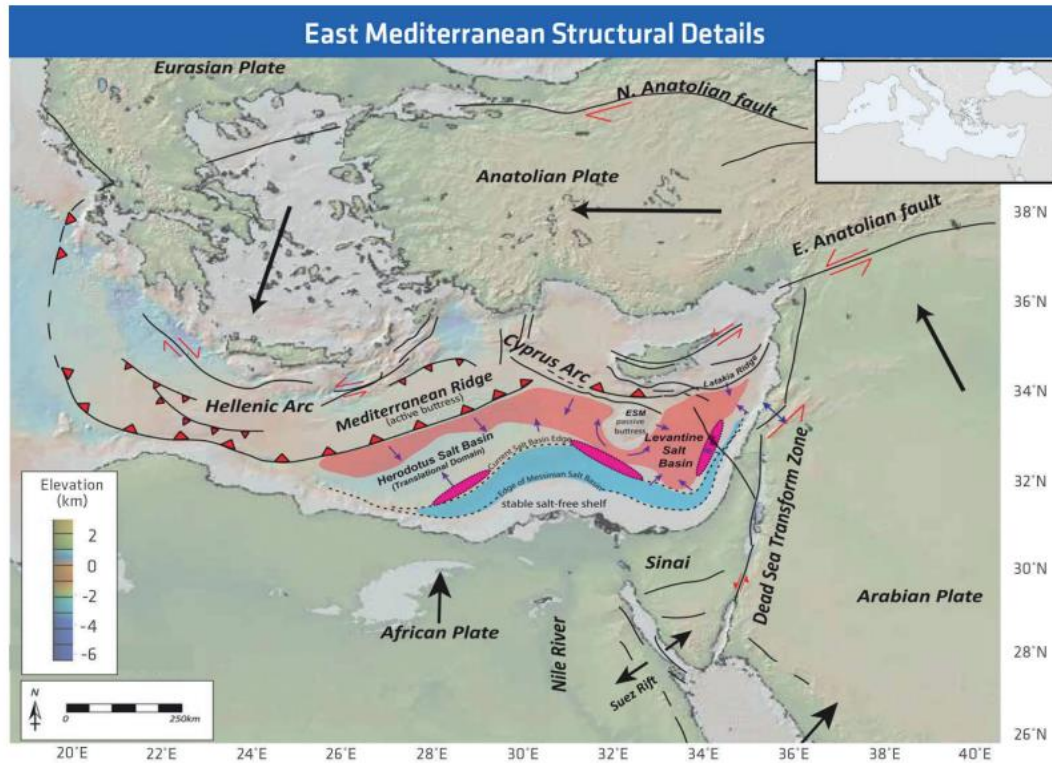 East Mediterranean Structural Details
Eurasian Plate
N. Anatolian fault
Anatolian Plate
E. Anatolian fault
38°N
36°N
34°N
32°N
30°N
28°N
26°N
Cyprus Arc
Latakia Ridge
Hellenic Arc
Mediterranean Ridge
(active buttress)
ESM
passive
buttress
Levantine
Salt
Basin
Herodotus Salt Basin
(Translational Domain)
Current Salt Basin Edge
Edge of Messinian Salt Basin
stable salt-free shelf
Dead Sea Transform Zone
Elevation
(km)
2
0
-2
-4
-6
Sinai
African Plate
Nile River
Suez Rift
Arabian Plate
N
0
250km
20°E
22°E
24°E
26°E
28°E
30°E
32°E
34°E
36°E
38°E
40°E